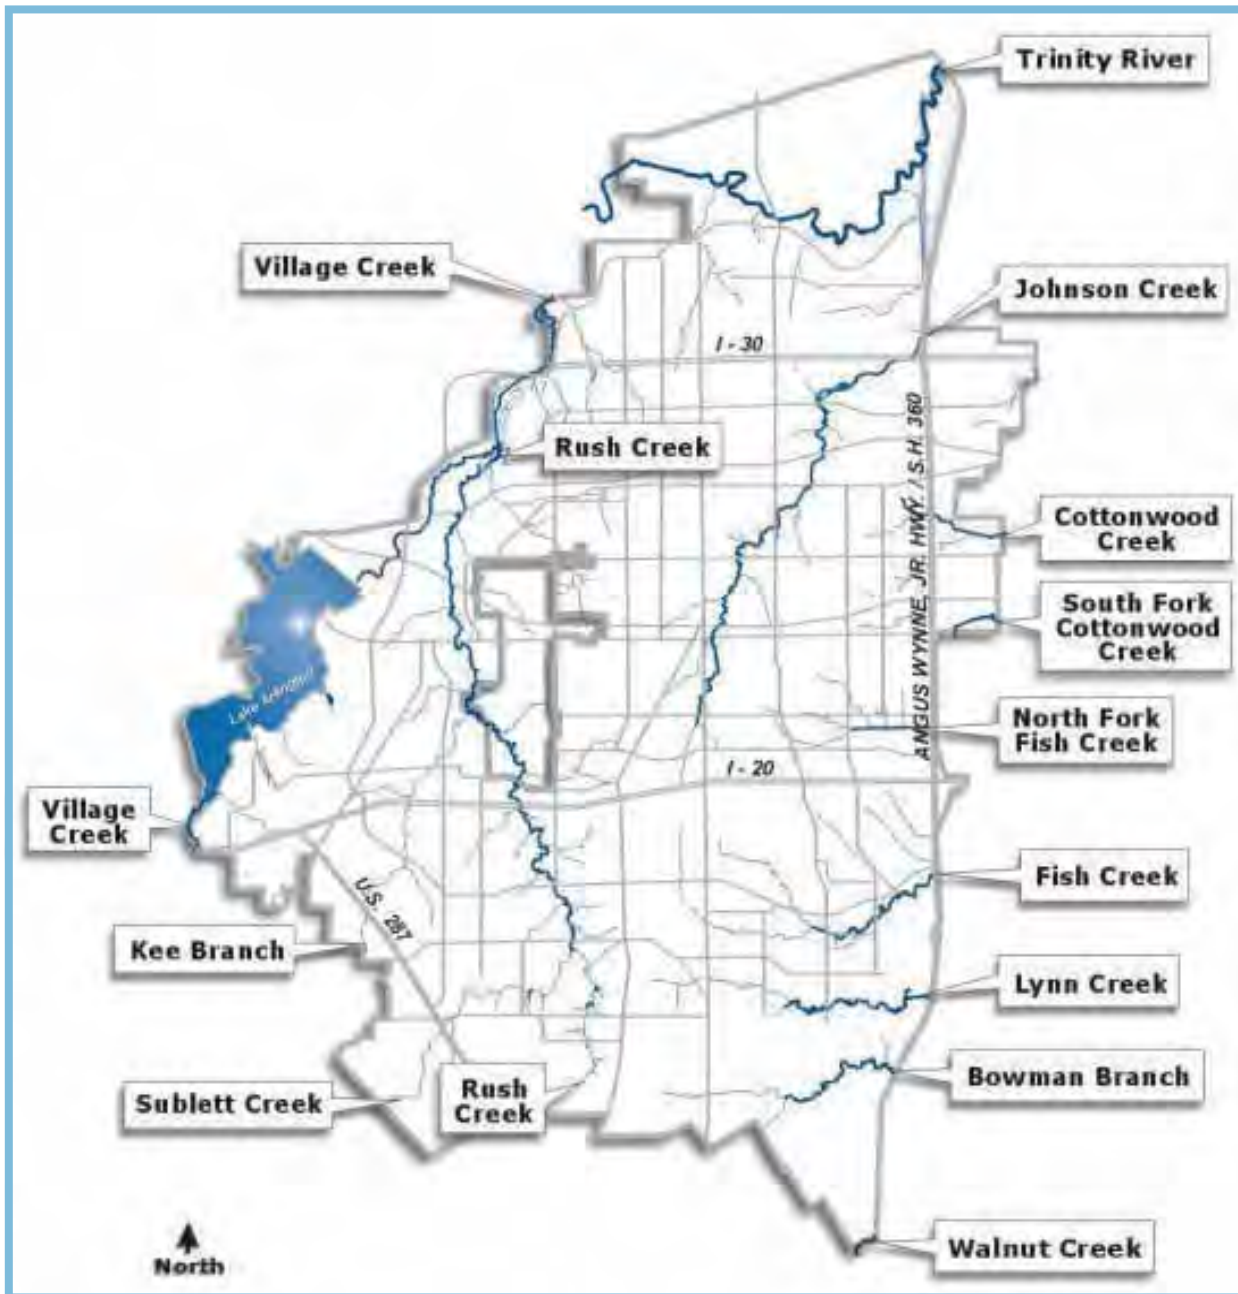 Trinity River
Village Creek
Johnson Creek
I - 30
Rush Creek
ANGUS WYNNE, JR. HWY. / S.H. 360
Cottonwood
Creek
South Fork
Cottonwood
Creek
Lake Arlington
North Fork
Fish Creek
I - 20
Village
Creek
Fish Creek
U.S. 287
Kee Branch
Lynn Creek
Bowman Branch
Sublett Creek
Rush
Creek
Walnut Creek
North